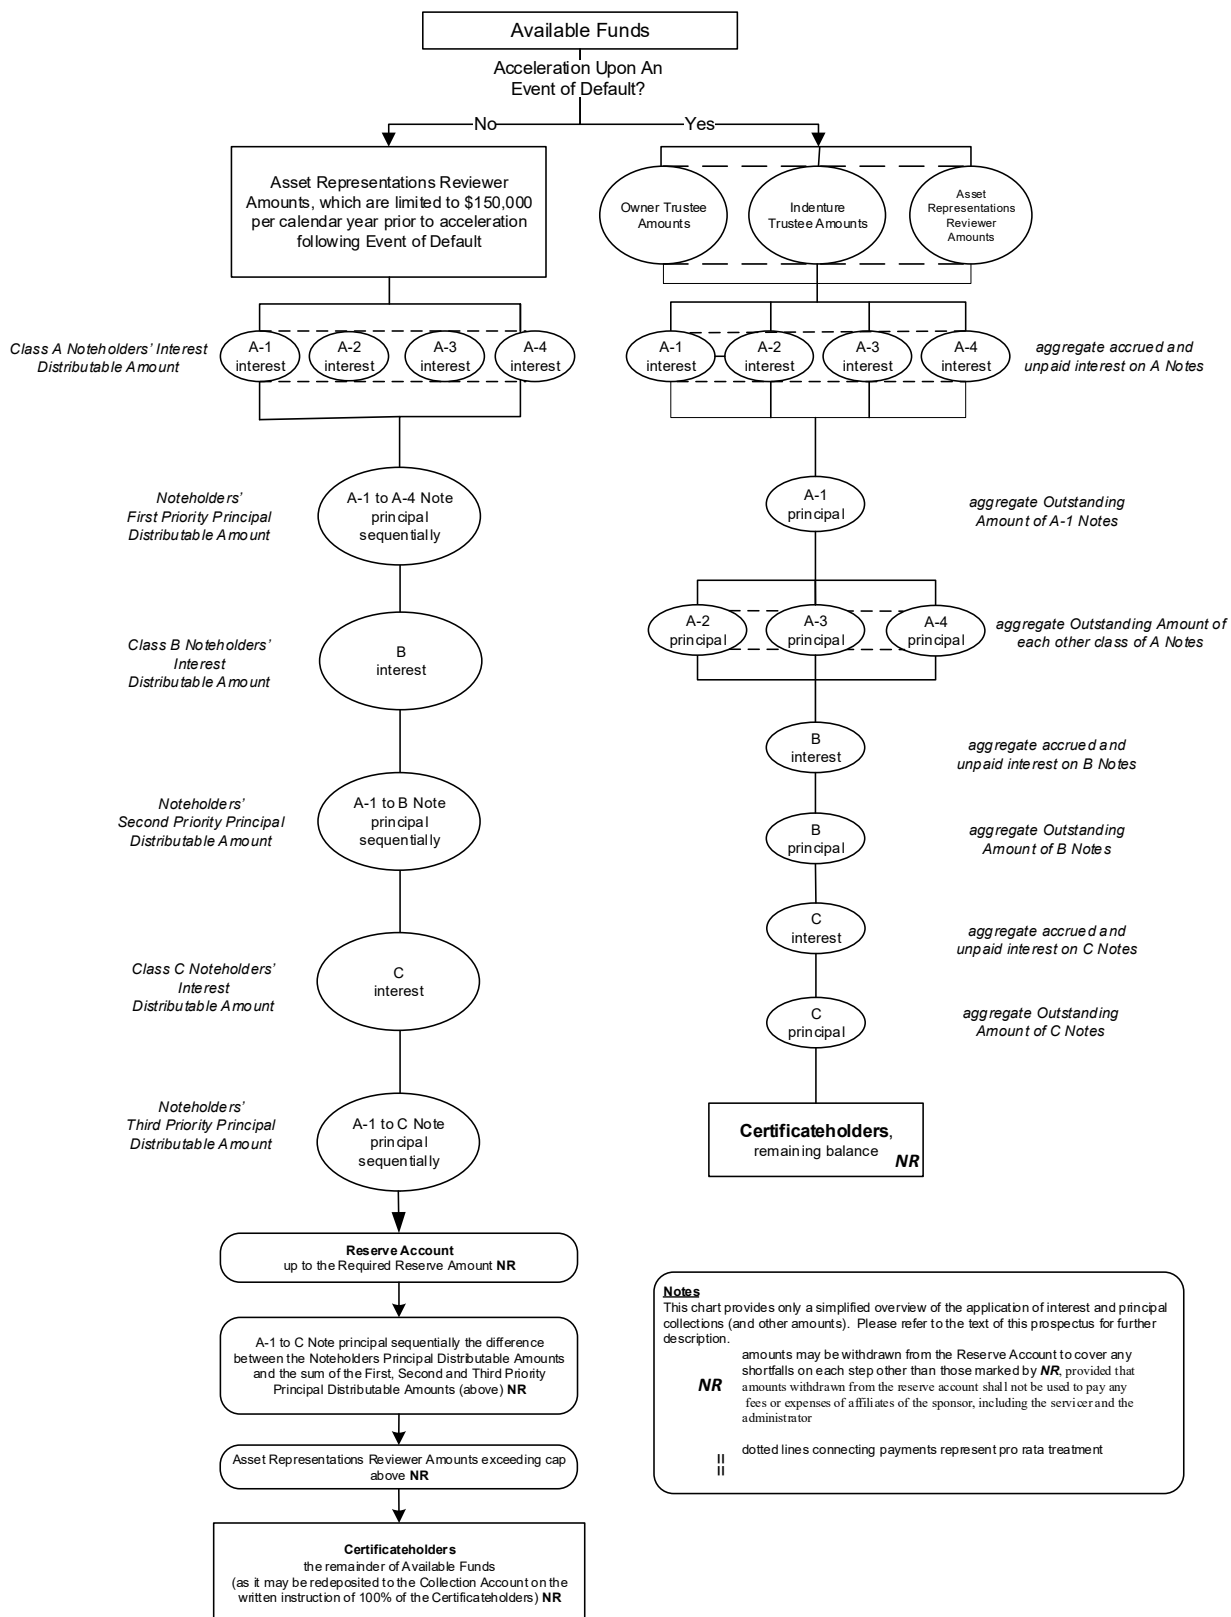 Available Funds
Acceleration Upon An
Event of Default?
No
Yes
Asset Representations Reviewer
Amounts, which are limited to $150,000
per calendar year prior to acceleration
following Event of Default
Class A Noteholders’ Interest
Distributable Amount
A-1
interest
A-2
interest
A-3
interest
A-4
interest
Noteholders’
First Priority Principal
Distributable Amount
A-1 to A-4 Note
principal
sequentially
Class B Noteholders’
Interest
Distributable Amount
B
interest
Noteholders’
Second Priority Principal
Distributable Amount
A-1 to B Note
principal
sequentially
Class C Noteholders’
Interest
Distributable Amount
C
interest
Noteholders’
Third Priority Principal
Distributable Amount
A-1 to C Note
principal
sequentially
Reserve Account
up to the Required Reserve Amount NR
A-1 to C Note principal sequentially the difference
between the Noteholders Principal Distributable Amounts
and the sum of the First, Second and Third Priority
Principal Distributable Amounts (above) NR
Asset Representations Reviewer Amounts exceeding cap
above NR
Certificateholders
the remainder of Available Funds
(as it may be redeposited to the Collection Account on the
written instruction of 100% of the Certificateholders) NR
Owner Trustee
Amounts
Indenture
Trustee Amounts
Asset
Representations
Reviewer
Amounts
A-1
interest
A-2
interest
A-3
interest
A-4
interest
aggregate accrued and
unpaid interest on A Notes
A-1
principal
aggregate Outstanding
Amount of A-1 Notes
A-2
principal
A-3
principal
A-4
principal
aggregate Outstanding Amount of
each other class of A Notes
B
interest
aggregate accrued and
unpaid interest on B Notes
B
principal
aggregate Outstanding
Amount of B Notes
C
interest
aggregate accrued and
unpaid interest on C Notes
C
principal
aggregate Outstanding
Amount of C Notes
Certificateholders,
remaining balance
NR
Notes
This chart provides only a simplified overview of the application of interest and principal
collections (and other amounts). Please refer to the text of this prospectus for further
description.
amounts may be withdrawn from the Reserve Account to cover any
shortfalls on each step other than those marked by NR, provided that
NR amounts withdrawn from the reserve account shall not be used to pay any
fees or expenses of affiliates of the sponsor, including the servicer and the
administrator
dotted lines connecting payments represent pro rata treatment